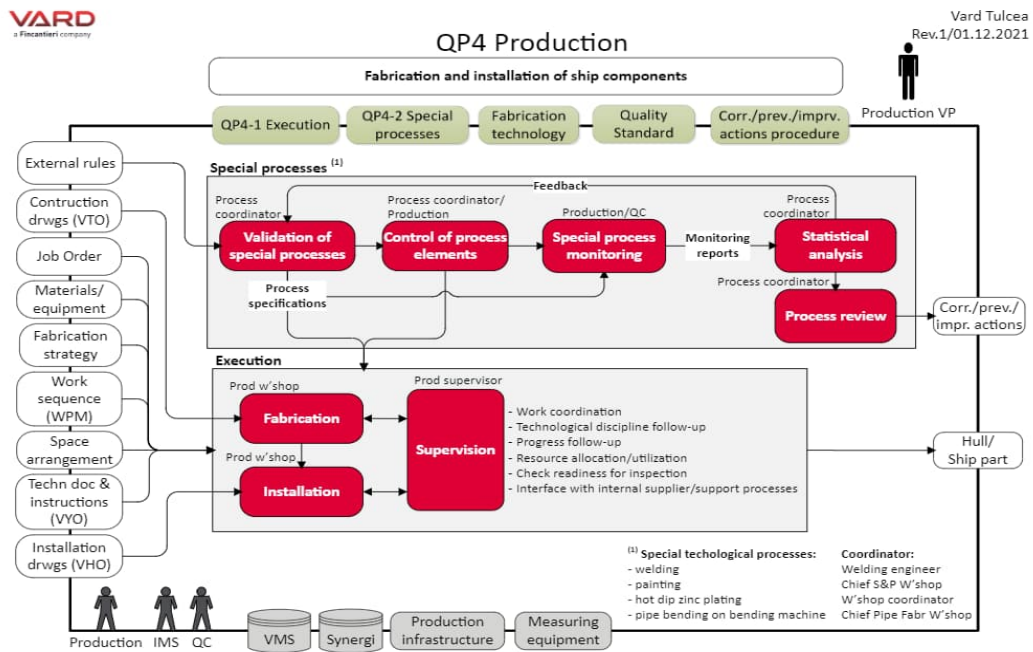 VARD
a Fincantieri company
Vard Tulcea
Rev.1/01.12.2021
QP4 Production
Fabrication and installation of ship components
Production VP
QP4-1 Execution
QP4-2 Special
processes
Fabrication
technology
Quality
Standard
Corr./prev./imprv.
actions procedure
External rules
Contruction
drwgs (VTO)
Job Order
Materials/
equipment
Fabrication
strategy
Work
sequence
(WPM)
Space
arrangement
Techn doc &
instructions
(VYO)
Installation
drwgs (VHO)
Special processes (1)
Feedback
Process
coordinator
Validation of
special processes
Process coordinator/
Production
Control of process
elements
Production/QC
Special process
monitoring
Monitoring
reports
Process
coordinator
Statistical
analysis
Process
specifications
Process coordinator
Process review
Corr./prev./
impr. actions
Execution
Prod w'shop
Fabrication
Prod w'shop
Installation
Prod supervisor
Supervision
- Work coordination
- Technological discipline follow-up
- Progress follow-up
- Resource allocation/utilization
- Check readiness for inspection
- Interface with internal supplier/support processes
Hull/
Ship part
(1) Special techological processes: Coordinator:
- welding Welding engineer
- painting Chief S&P W'shop
- hot dip zinc plating W'shop coordinator
- pipe bending on bending machine Chief Pipe Fabr W'shop
Production
IMS
QC
VMS
Synergi
Production
infrastructure
Measuring
equipment